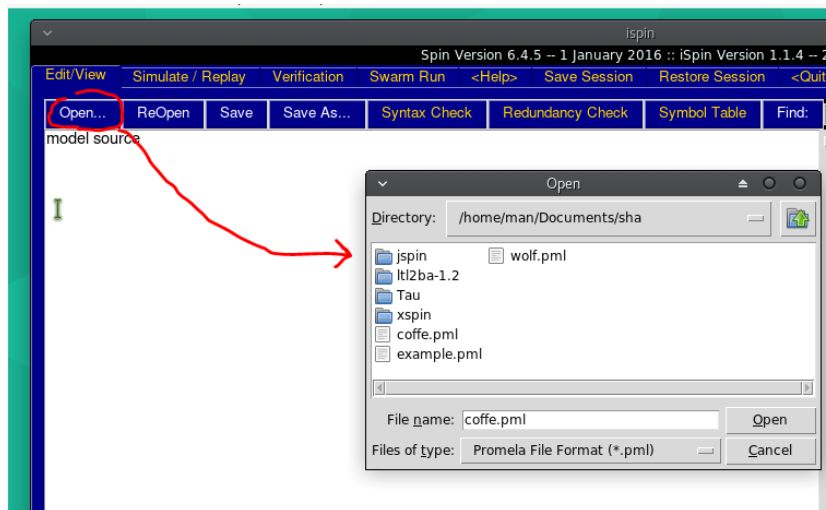 ispin
Spin Version 6.4.5 -- 1 January 2016 :: iSpin Version 1.1.4 -- 2
Edit/View Simulate / Replay Verification Swarm Run <Help> Save Session Restore Session <Quit
Open... ReOpen Save Save As... Syntax Check Redundancy Check Symbol Table Find:
model source
Open
Directory: /home/man/Documents/sha
jspin wolf.pml
ltl2ba-1.2
Tau
xspin
coffe.pml
example.pml
File name: coffe.pml Open
Files of type: Promela File Format (*.pml) Cancel